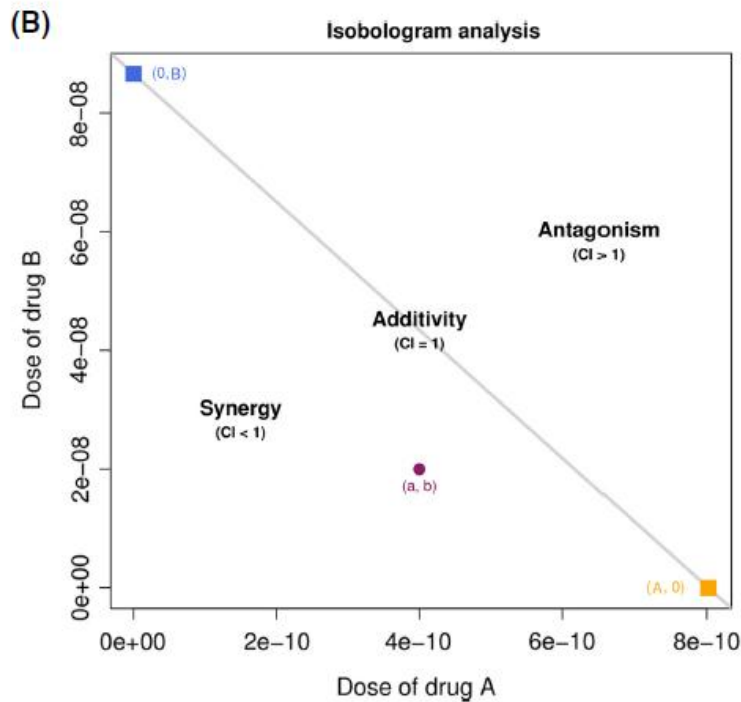 (B)
Isobologram analysis
(0,B)
8e−08
Antagonism
(CI > 1)
6e−08
Additivity
(CI = 1)
4e−08
Synergy
(CI < 1)
2e−08
(a, b)
(A, 0)
0e+00
Dose of drug B
0e+00 2e−10 4e−10 6e−10 8e−10
Dose of drug A